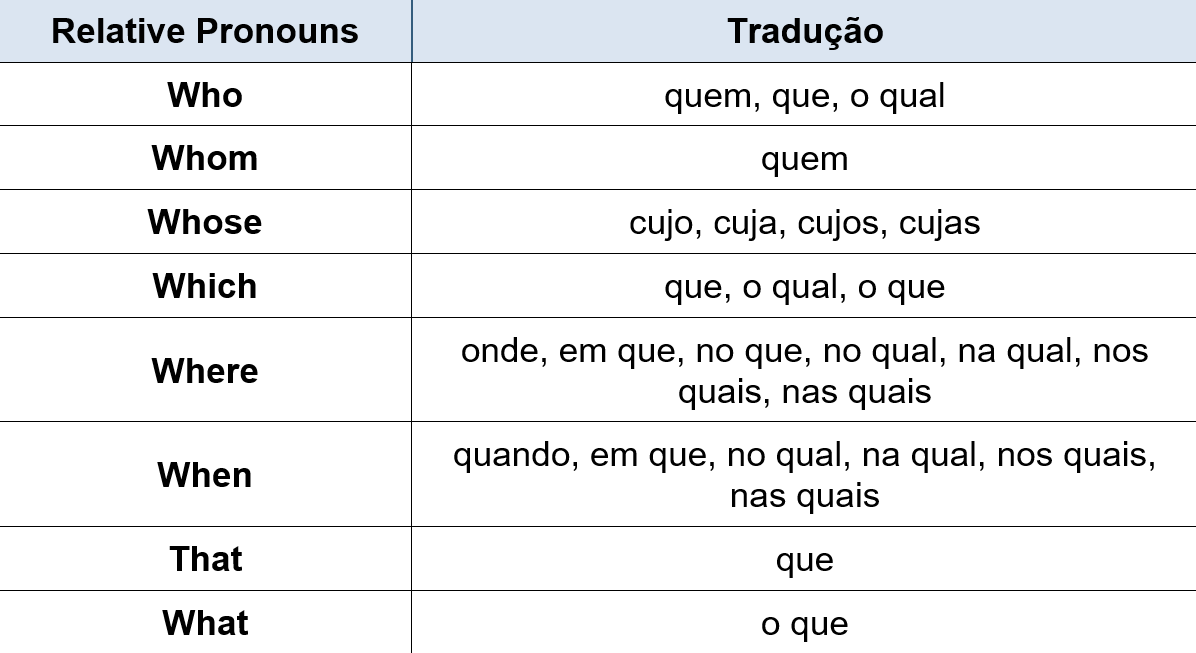 Relative Pronouns Tradução
Who quem, que, o qual
Whom quem
Whose cujo, cuja, cujos, cujas
Which que, o qual, o que
Where onde, em que, no que, no qual, na qual, nos
quais, nas quais
When quando, em que, no qual, na qual, nos quais,
nas quais
That que
What o que